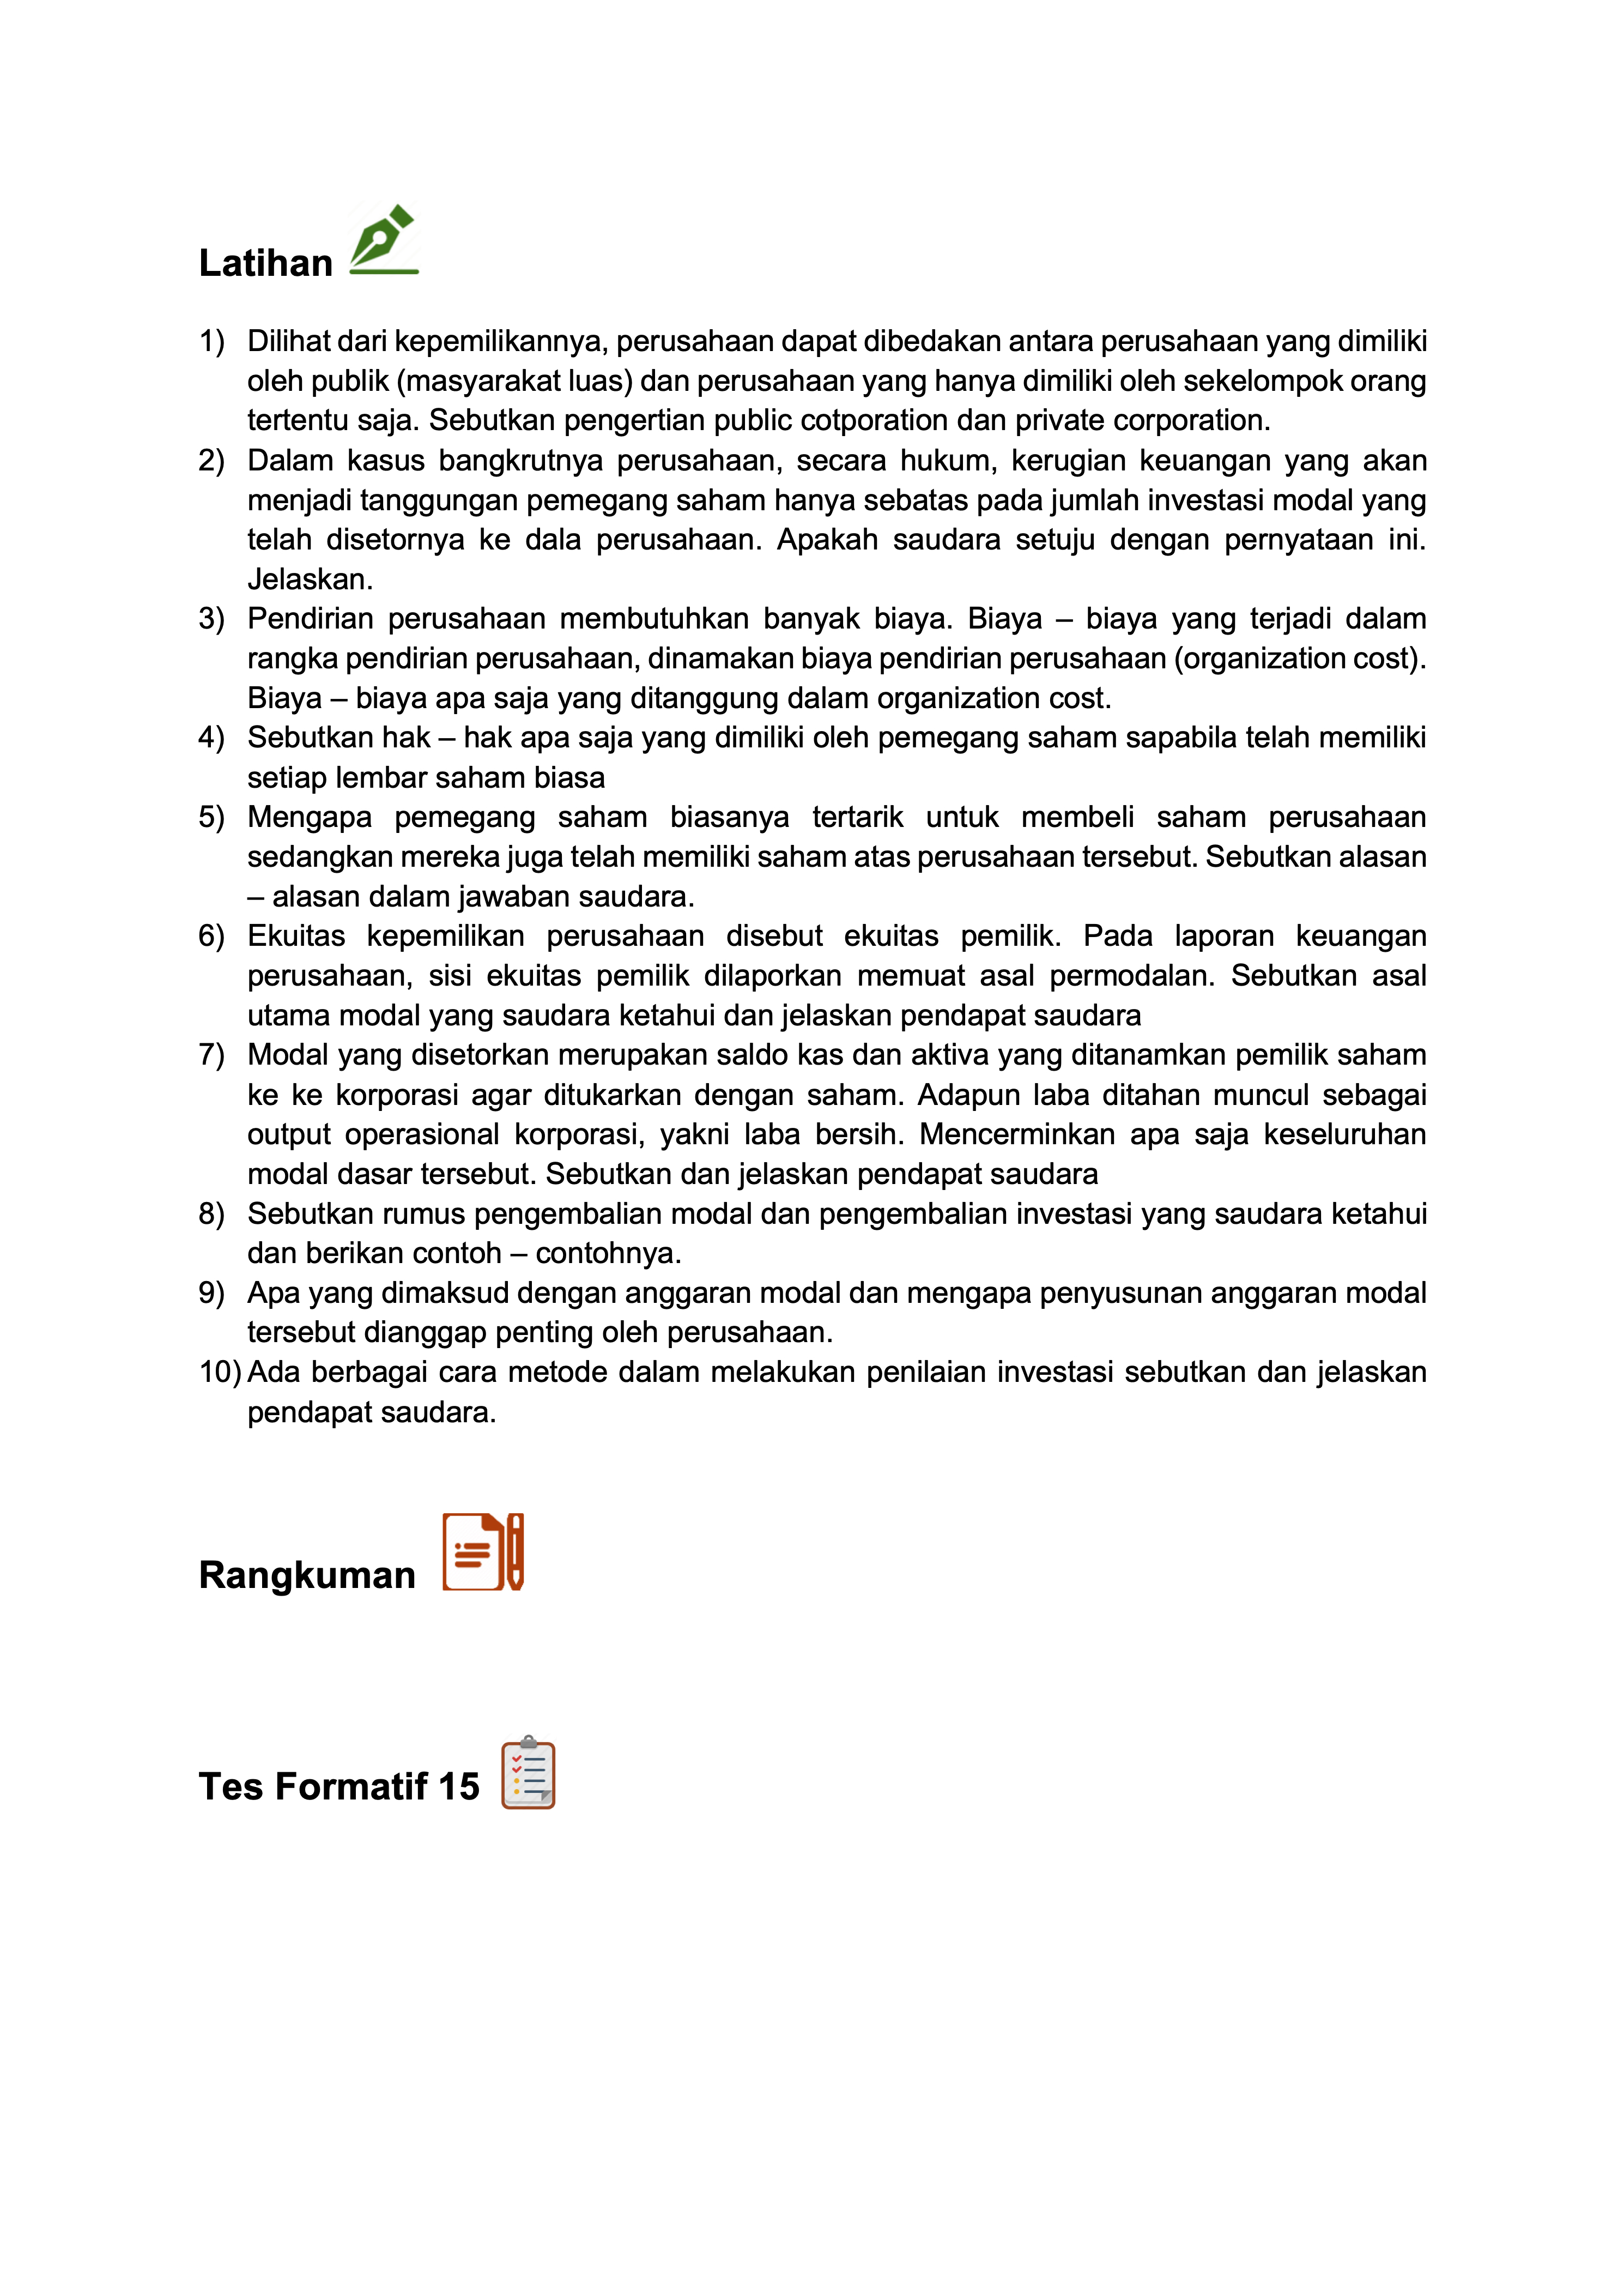 Latihan
1) Dilihat dari kepemilikannya, perusahaan dapat dibedakan antara perusahaan yang dimiliki
oleh publik (masyarakat luas) dan perusahaan yang hanya dimiliki oleh sekelompok orang
tertentu saja. Sebutkan pengertian public cotporation dan private corporation.
2) Dalam kasus bangkrutnya perusahaan, secara hukum, kerugian keuangan yang akan
menjadi tanggungan pemegang saham hanya sebatas pada jumlah investasi modal yang
telah disetornya ke dala perusahaan. Apakah saudara setuju dengan pernyataan ini.
Jelaskan.
3) Pendirian perusahaan membutuhkan banyak biaya. Biaya – biaya yang terjadi dalam
rangka pendirian perusahaan, dinamakan biaya pendirian perusahaan (organization cost).
Biaya – biaya apa saja yang ditanggung dalam organization cost.
4) Sebutkan hak – hak apa saja yang dimiliki oleh pemegang saham sapabila telah memiliki
setiap lembar saham biasa
5) Mengapa pemegang saham biasanya tertarik untuk membeli saham perusahaan
sedangkan mereka juga telah memiliki saham atas perusahaan tersebut. Sebutkan alasan
– alasan dalam jawaban saudara.
6) Ekuitas kepemilikan perusahaan disebut ekuitas pemilik. Pada laporan keuangan
perusahaan, sisi ekuitas pemilik dilaporkan memuat asal permodalan. Sebutkan asal
utama modal yang saudara ketahui dan jelaskan pendapat saudara
7) Modal yang disetorkan merupakan saldo kas dan aktiva yang ditanamkan pemilik saham
ke ke korporasi agar ditukarkan dengan saham. Adapun laba ditahan muncul sebagai
output operasional korporasi, yakni laba bersih. Mencerminkan apa saja keseluruhan
modal dasar tersebut. Sebutkan dan jelaskan pendapat saudara
8) Sebutkan rumus pengembalian modal dan pengembalian investasi yang saudara ketahui
dan berikan contoh – contohnya.
9) Apa yang dimaksud dengan anggaran modal dan mengapa penyusunan anggaran modal
tersebut dianggap penting oleh perusahaan.
10) Ada berbagai cara metode dalam melakukan penilaian investasi sebutkan dan jelaskan
pendapat saudara.
Rangkuman
Tes Formatif 15